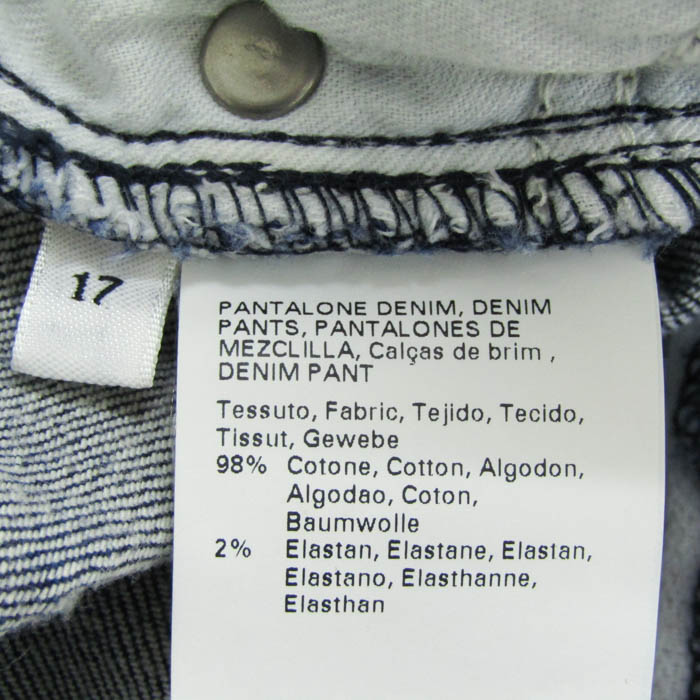 17
PANTALONE DENIM, DENIM
PANTS, PANTALONES DE
MEZCLILLA, Calças de brim ,
DENIM PANT
Tessuto, Fabric, Tejido, Tecido,
Tissut, Gewebe
98% Cotone, Cotton, Algodon,
Algodao, Coton,
Baumwolle
2% Elastan, Elastane, Elastan,
Elastano, Elasthanne,
Elasthan